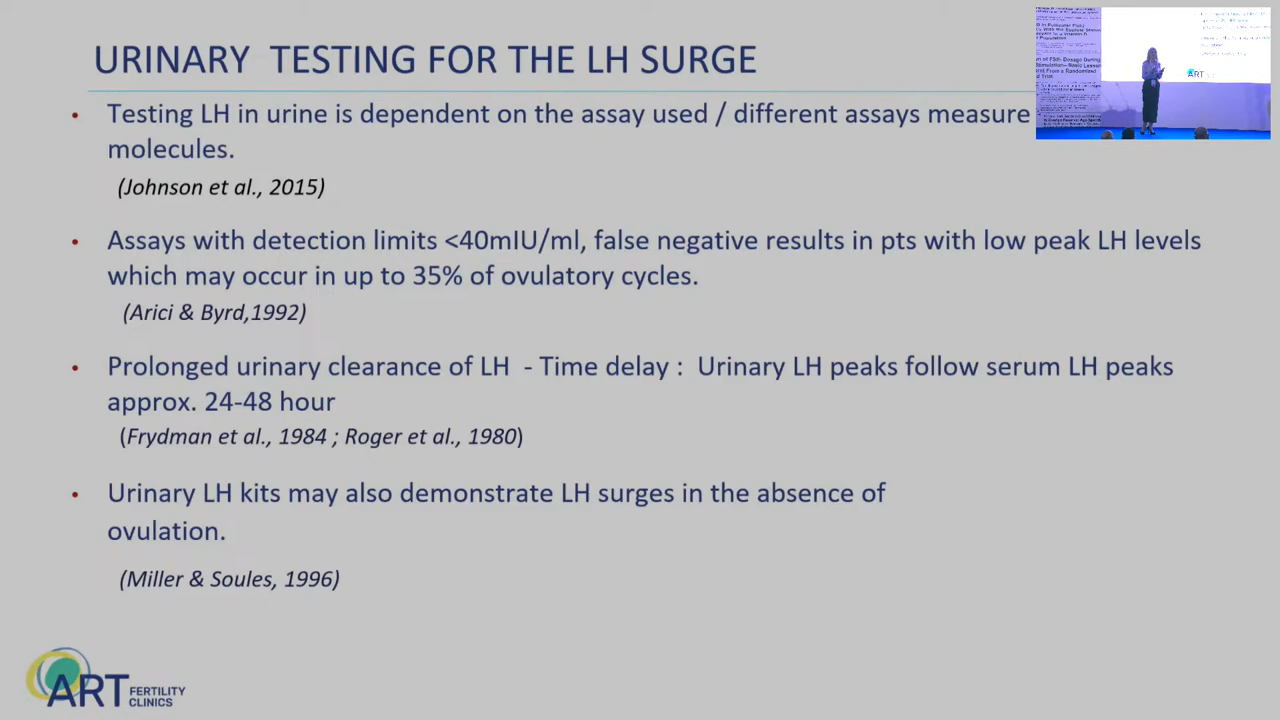 URINARY TESTING FOR THE LH SURGE
• Testing LH in urine is dependent on the assay used / different assays measure
molecules.
(Johnson et al., 2015)
• Assays with detection limits <40mIU/ml, false negative results in pts with low peak LH levels
which may occur in up to 35% of ovulatory cycles.
(Arici & Byrd,1992)
• Prolonged urinary clearance of LH - Time delay : Urinary LH peaks follow serum LH peaks
approx. 24-48 hour
(Frydman et al., 1984 ; Roger et al., 1980)
• Urinary LH kits may also demonstrate LH surges in the absence of
ovulation.
(Miller & Soules, 1996)
ART FERTILITY
CLINICS
ART